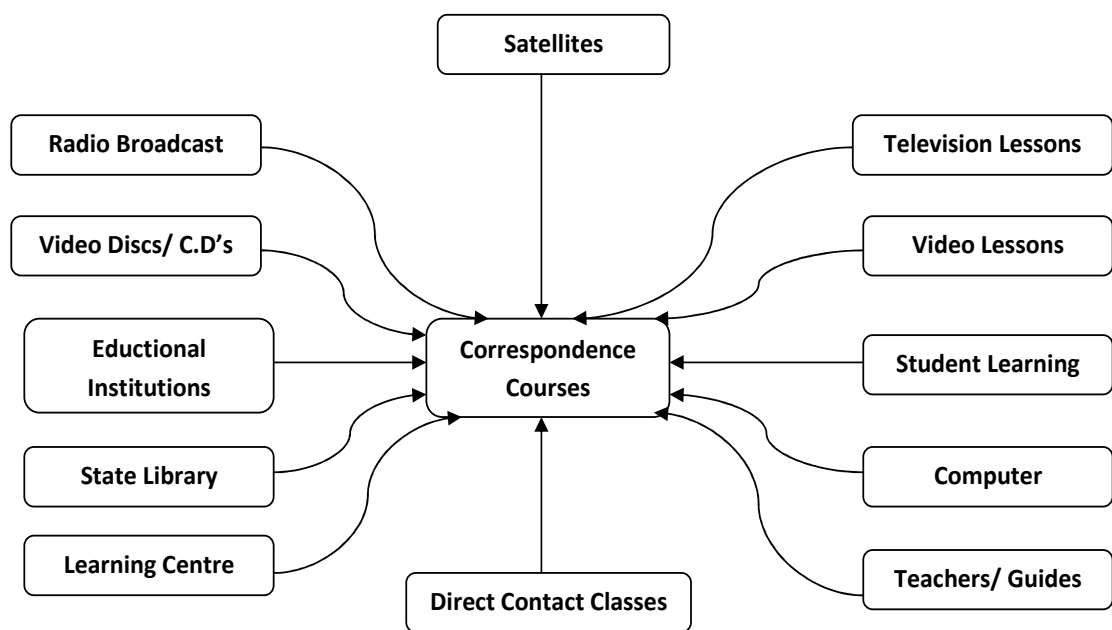 Satellites
Radio Broadcast
Television Lessons
Video Discs/ C.D’s
Video Lessons
Eductional
Institutions
Correspondence
Courses
Student Learning
State Library
Computer
Learning Centre
Teachers/ Guides
Direct Contact Classes